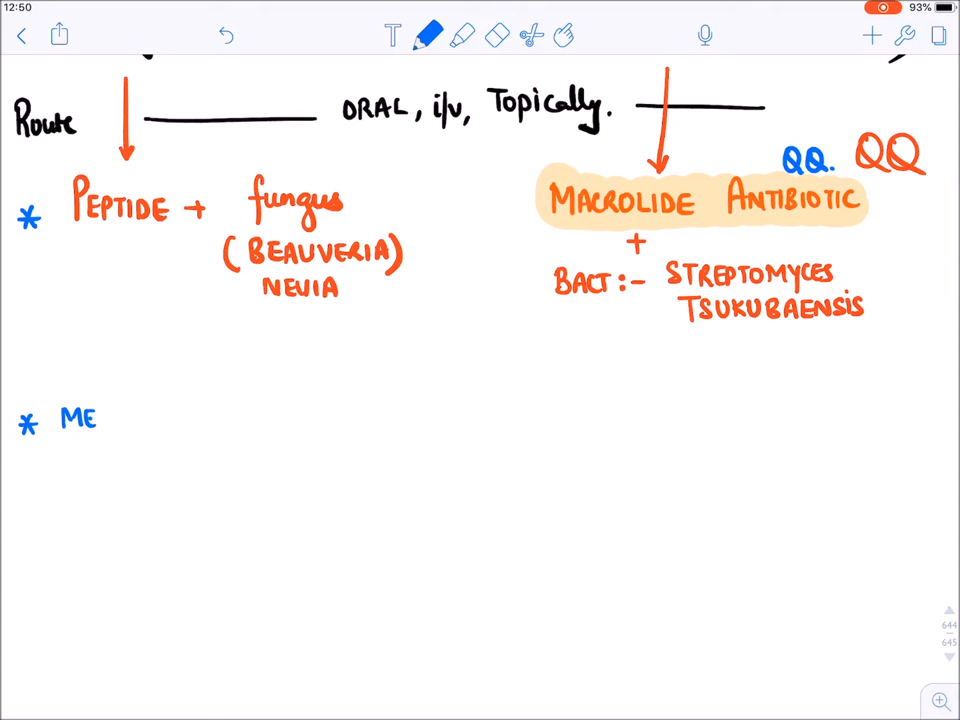 12:50
93%
T
Route ORAL, i/v, Topically.
QQ. QQ
* PEPTIDE + fungus
(BEAUVERIA)
NEVIA
MACROLIDE ANTIBIOTIC
+
BACT :- STREPTOMYCES
TSUKUBAENSIS
* ME
644
645